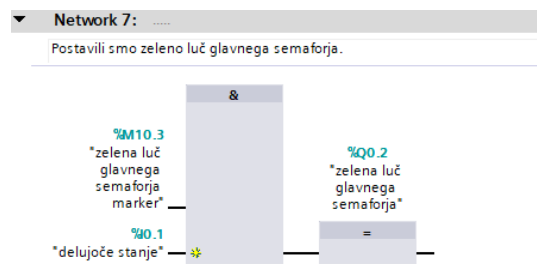 Network 7: .....
Postavili smo zeleno luč glavnega semaforja.
&
%M10.3
"zelena luč
glavnega
semaforja
marker"
%I0.1
"delujoče stanje"
%Q0.2
"zelena luč
glavnega
semaforja"
=